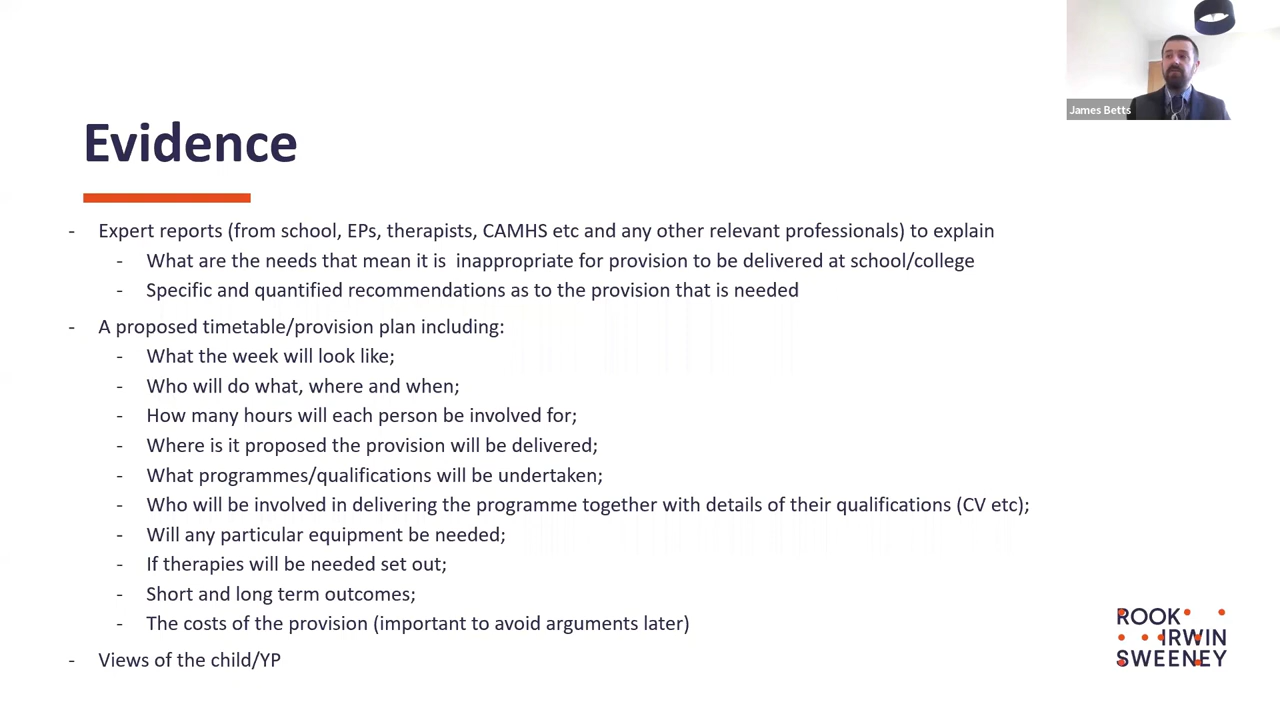 James Betts
Evidence
- Expert reports (from school, EPs, therapists, CAMHS etc and any other relevant professionals) to explain
- What are the needs that mean it is  inappropriate for provision to be delivered at school/college
- Specific and quantified recommendations as to the provision that is needed
- A proposed timetable/provision plan including:
- What the week will look like;
- Who will do what, where and when;
- How many hours will each person be involved for;
- Where is it proposed the provision will be delivered;
- What programmes/qualifications will be undertaken;
- Who will be involved in delivering the programme together with details of their qualifications (CV etc);
- Will any particular equipment be needed;
- If therapies will be needed set out;
- Short and long term outcomes;
- The costs of the provision (important to avoid arguments later)
- Views of the child/YP
ROOK
IRWIN
SWEENEY